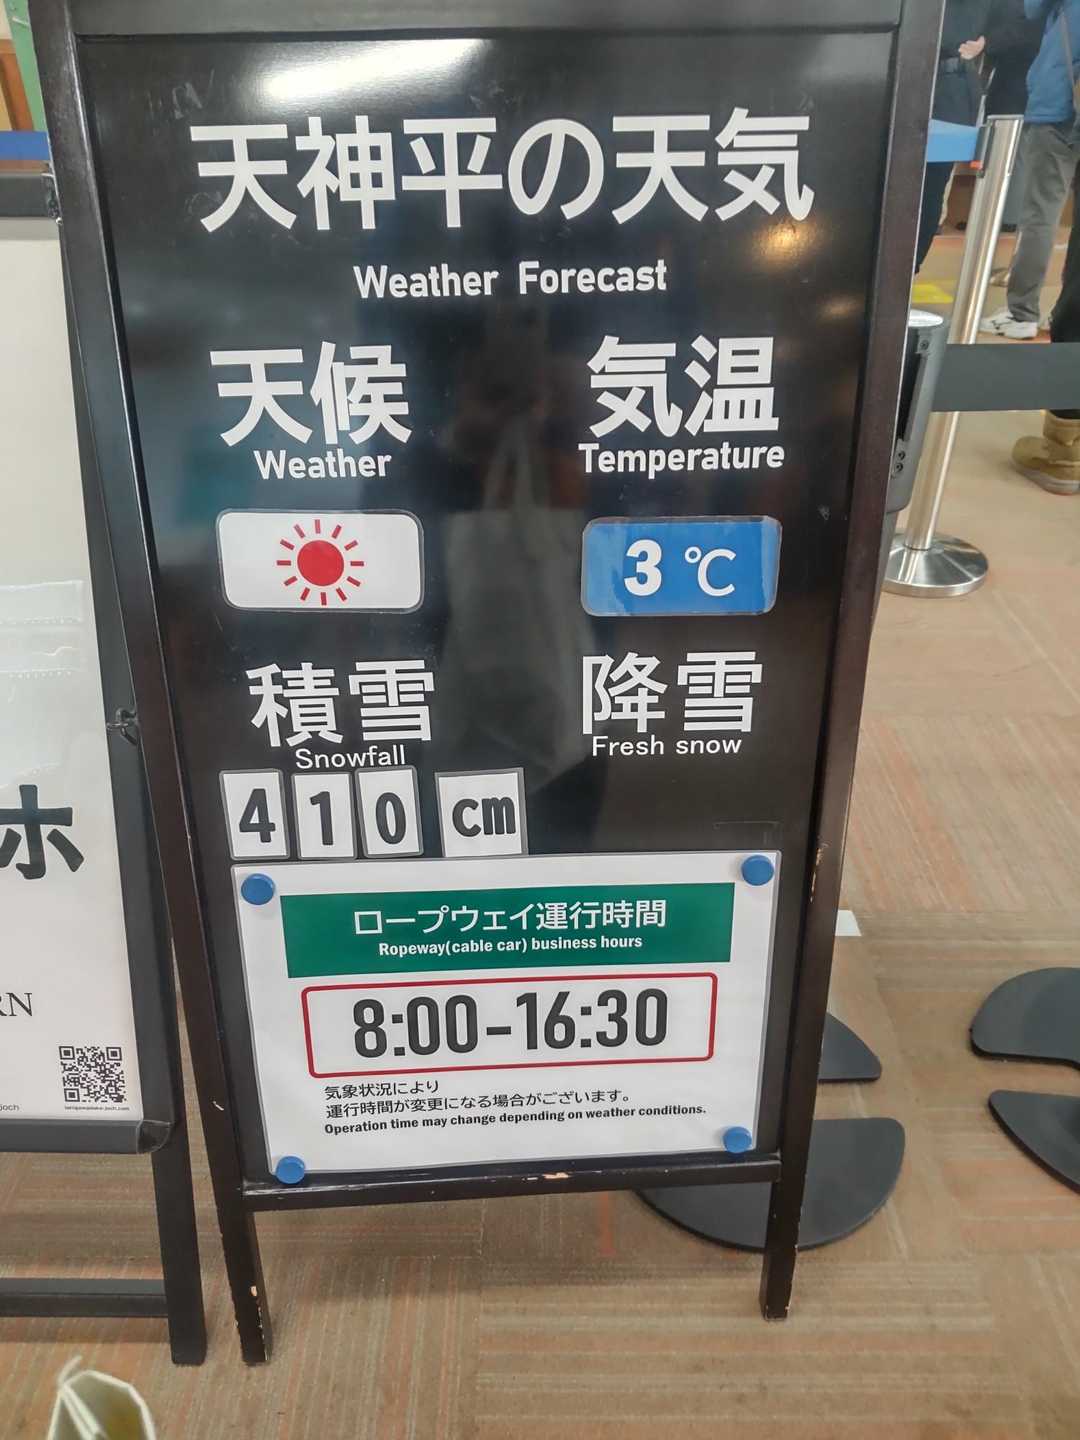 天神平の天気
Weather Forecast
天候
Weather
気温
Temperature
3 ℃
積雪
Snowfall
降雪
Fresh snow
410 cm
ロープウェイ運行時間
Ropeway(cable car) business hours
8:00-16:30
気象状況により
運行時間が変更になる場合がございます。
Operation time may change depending on weather conditions.
ホ
RN